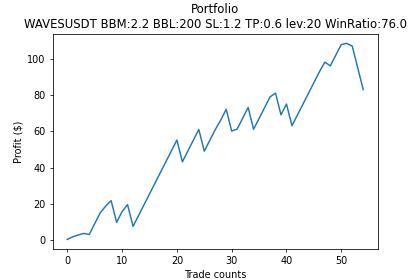 Portfolio
WAVESUSDT BBM:2.2 BBL:200 SL:1.2 TP:0.6 lev:20 WinRatio:76.0
100
80
60
40
20
0
Profit ($)
0 10 20 30 40 50
Trade counts